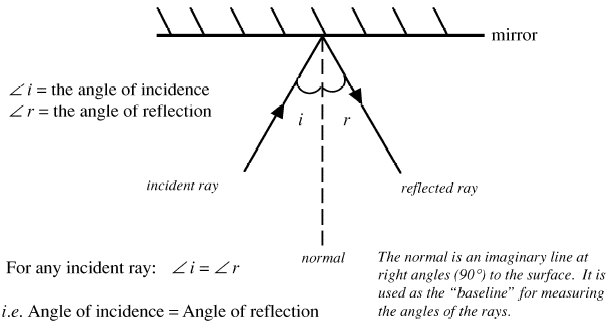 mirror
∠ i = the angle of incidence
∠ r = the angle of reflection
i r
incident ray
reflected ray
normal
For any incident ray: ∠ i = ∠ r
i.e. Angle of incidence = Angle of reflection
The normal is an imaginary line at
right angles (90°) to the surface. It is
used as the “baseline” for measuring
the angles of the rays.